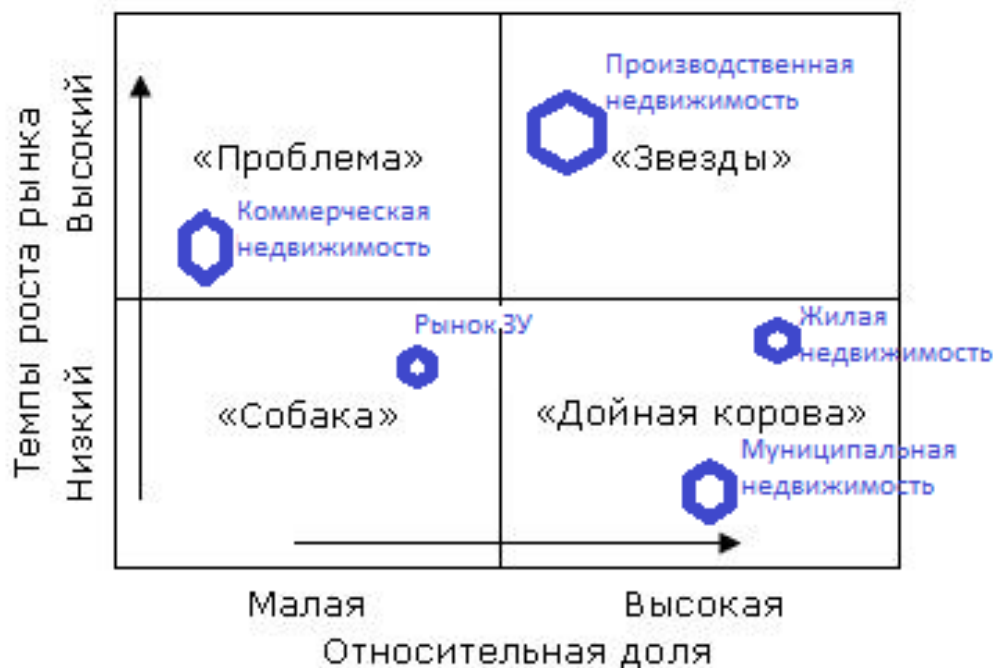 Темпы роста рынка
Высокий
Низкий
Производственная
недвижимость
«Проблема»
«Звезды»
Коммерческая
недвижимость
Рынок ЗУ
Жилая
недвижимость
«Собака»
«Дойная корова»
Муниципальная
недвижимость
Малая
Высокая
Относительная доля